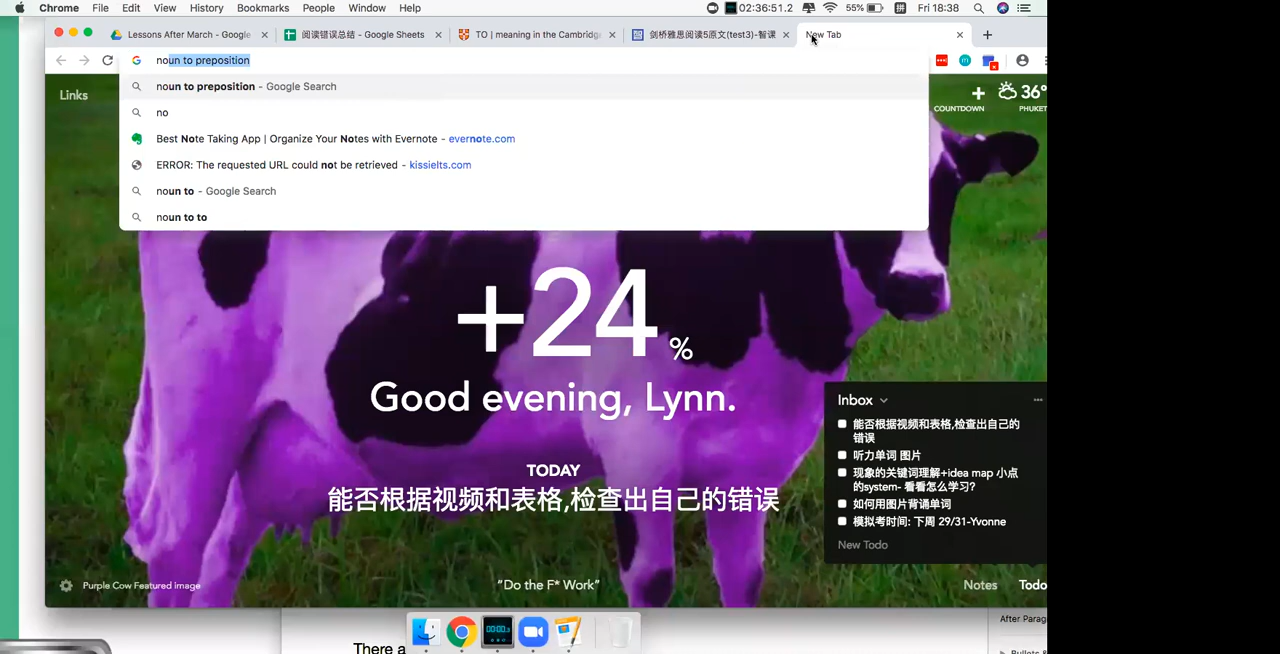 Chrome File Edit View History Bookmarks People Window Help 02:36:51.2 55% 拼 Fri 18:38
Lessons After March - Google
阅读错误总结 - Google Sheets
TO | meaning in the Cambridg
剑桥雅思阅读5原文(test3)-智课
New Tab
noun to preposition
noun to preposition - Google Search
no
Best Note Taking App | Organize Your Notes with Evernote - evernote.com
ERROR: The requested URL could not be retrieved - kissielts.com
noun to - Google Search
noun to to
Links
COUNTDOWN
36°
PHUKET
+24 %
Good evening, Lynn.
TODAY
能否根据视频和表格,检查出自己的错误
Inbox
能否根据视频和表格,检查出自己的
错误
听力单词 图片
现象的关键词理解+idea map 小点
的system- 看看怎么学习?
如何用图片背诵单词
模拟考时间: 下周 29/31-Yvonne
New Todo
Purple Cow Featured image
“Do the F* Work”
Notes
Todo
There a
After Parag